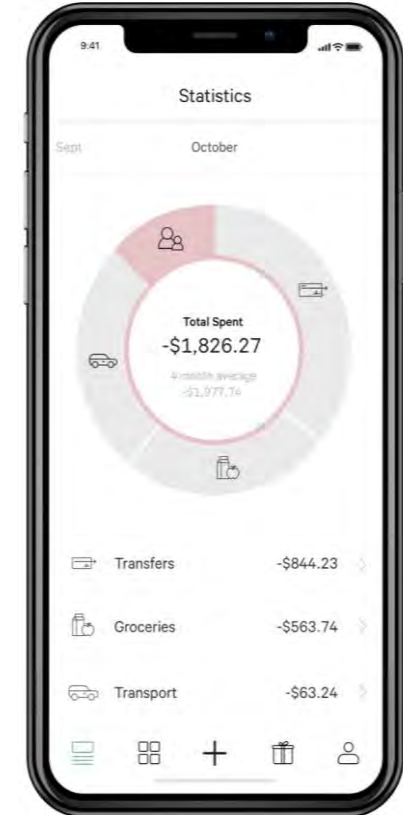 9:41
Statistics
Sept October
Total Spent
-$1,826.27
4 month average
-$1,977.74
Transfers -$844.23
Groceries -$563.74
Transport -$63.24